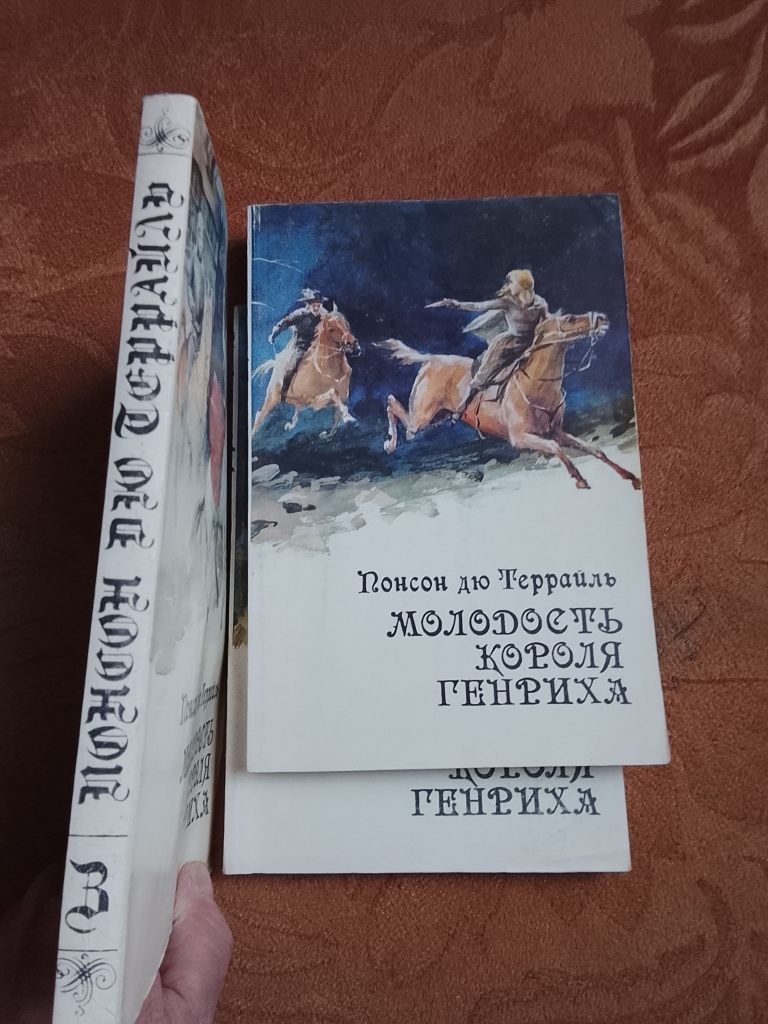 Понсон дю Террайль
3
Понсон дю Террайль
МОЛОДОСТЬ
КОРОЛЯ
ГЕНРИХА
КОРОЛЯ
ГЕНРИХА